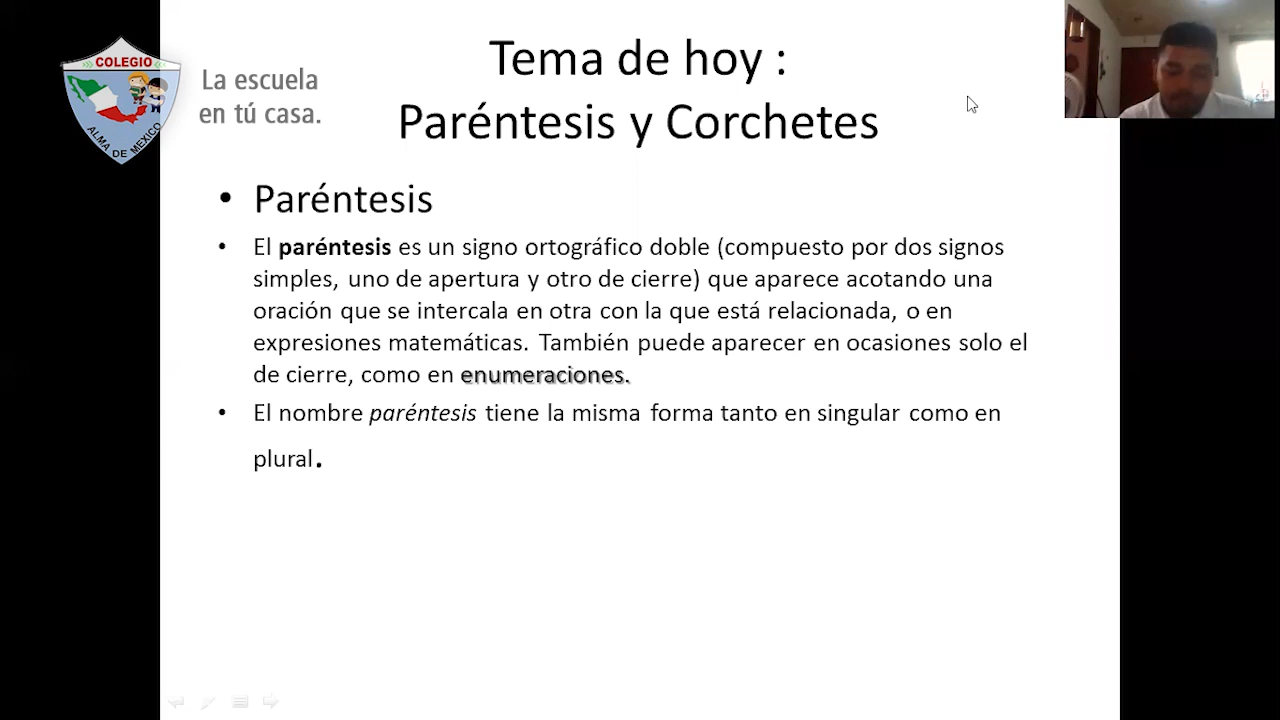 COLEGIO
ALMA DE MEXICO
La escuela
en tú casa.
Tema de hoy :
Paréntesis y Corchetes
• Paréntesis
• El paréntesis es un signo ortográfico doble (compuesto por dos signos
simples, uno de apertura y otro de cierre) que aparece acotando una
oración que se intercala en otra con la que está relacionada, o en
expresiones matemáticas. También puede aparecer en ocasiones solo el
de cierre, como en enumeraciones.
• El nombre paréntesis tiene la misma forma tanto en singular como en
plural.